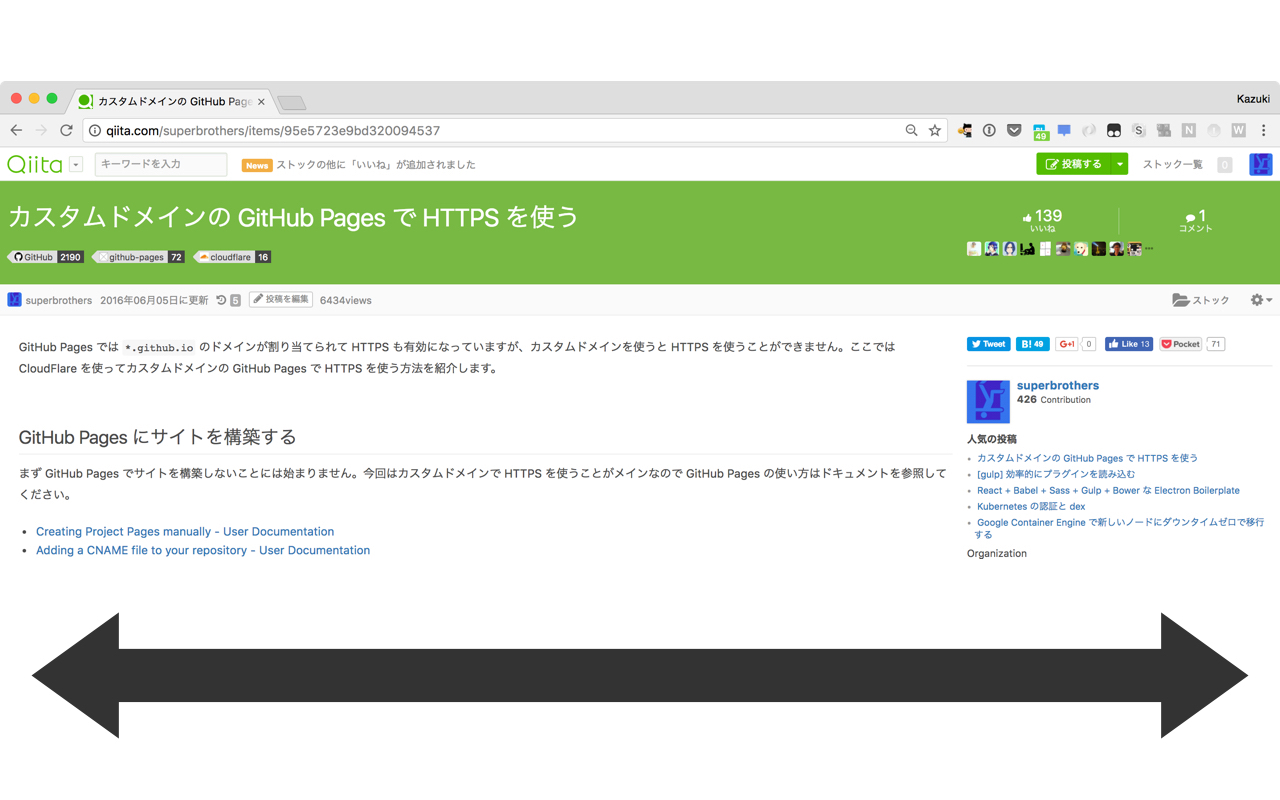 カスタムドメインの GitHub Page
Kazuki
qiita.com/superbrothers/items/95e5723e9bd320094537
49
S
N
W
Qiita
キーワードを入力
News ストックの他に「いいね」が追加されました
投稿する
ストック一覧
0
カスタムドメインの GitHub Pages で HTTPS を使う
139
いいね
1
コメント
GitHub 2190
github-pages 72
cloudflare 16
superbrothers 2016年06月05日に更新 5 投稿を編集 6434views
ストック
GitHub Pages では *.github.io のドメインが割り当てられて HTTPS も有効になっていますが、カスタムドメインを使うと HTTPS を使うことができません。ここでは
CloudFlare を使ってカスタムドメインの GitHub Pages で HTTPS を使う方法を紹介します。
GitHub Pages にサイトを構築する
まず GitHub Pages でサイトを構築しないことには始まりません。今回はカスタムドメインで HTTPS を使うことがメインなので GitHub Pages の使い方はドキュメントを参照して
ください。
Creating Project Pages manually - User Documentation
Adding a CNAME file to your repository - User Documentation
Tweet B! 49 G+1 0 Like 13 Pocket 71
superbrothers
426 Contribution
人気の投稿
カスタムドメインの GitHub Pages で HTTPS を使う
[gulp] 効率的にプラグインを読み込む
React + Babel + Sass + Gulp + Bower な Electron Boilerplate
Kubernetes の認証と dex
Google Container Engine で新しいノードにダウンタイムゼロで移行
する
Organization